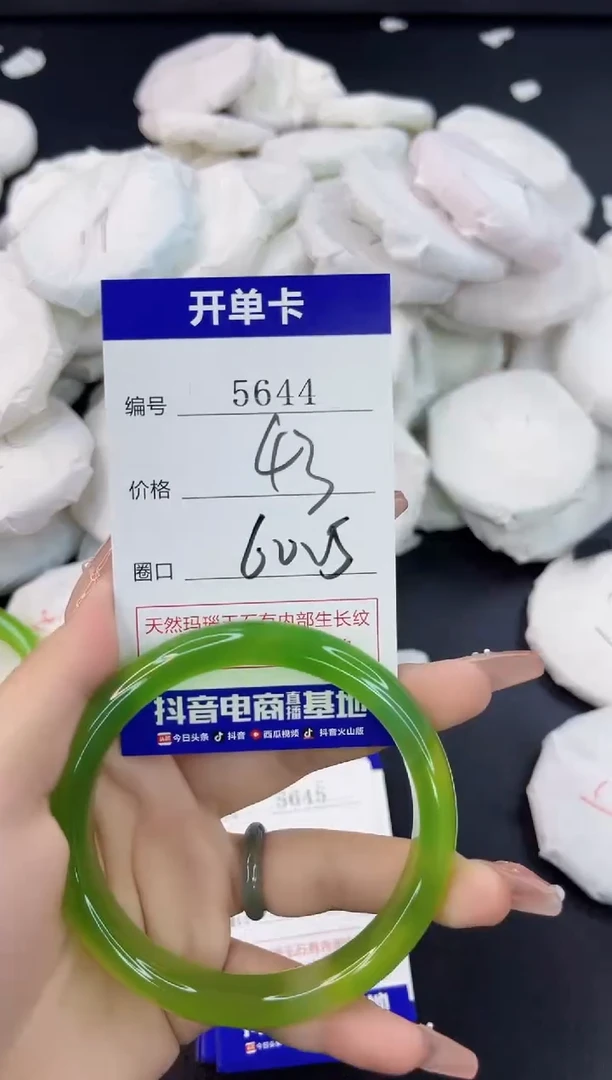 开单卡
编号 5644
价格 43
圈口
天然玛瑙玉石有内部生长纹
抖音电商直播基地
今日头条 抖音 西瓜视频 抖音火山版
5645